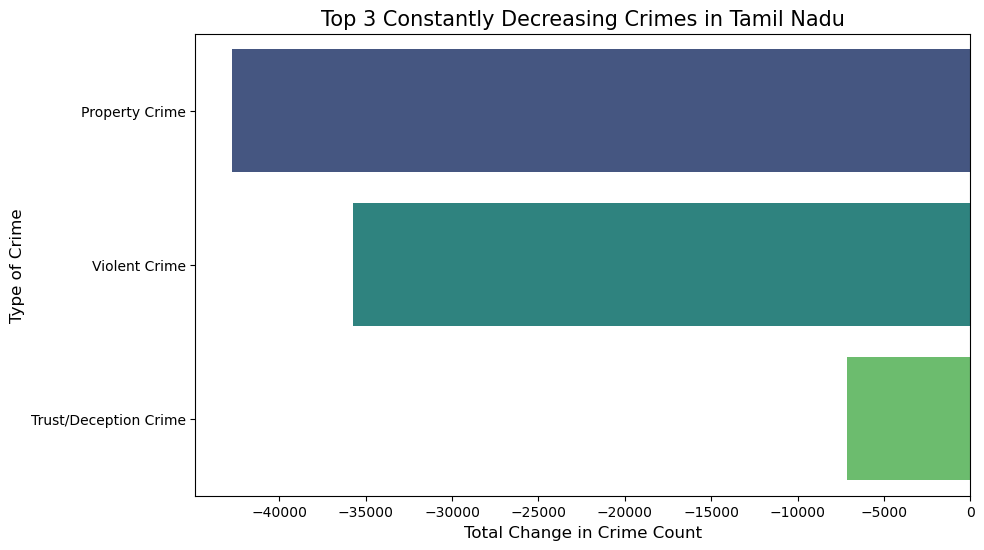 Top 3 Constantly Decreasing Crimes in Tamil Nadu
Type of Crime
Property Crime
Violent Crime
Trust/Deception Crime
−40000 −35000 −30000 −25000 −20000 −15000 −10000 −5000 0
Total Change in Crime Count